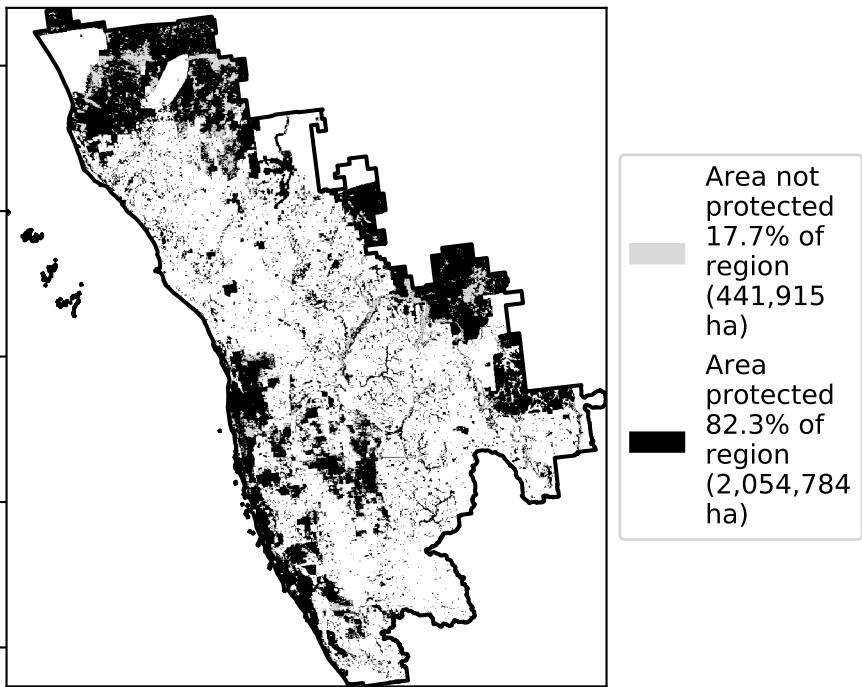 Area not
protected
17.7% of
region
(441,915
ha)
Area
protected
82.3% of
region
(2,054,784
ha)